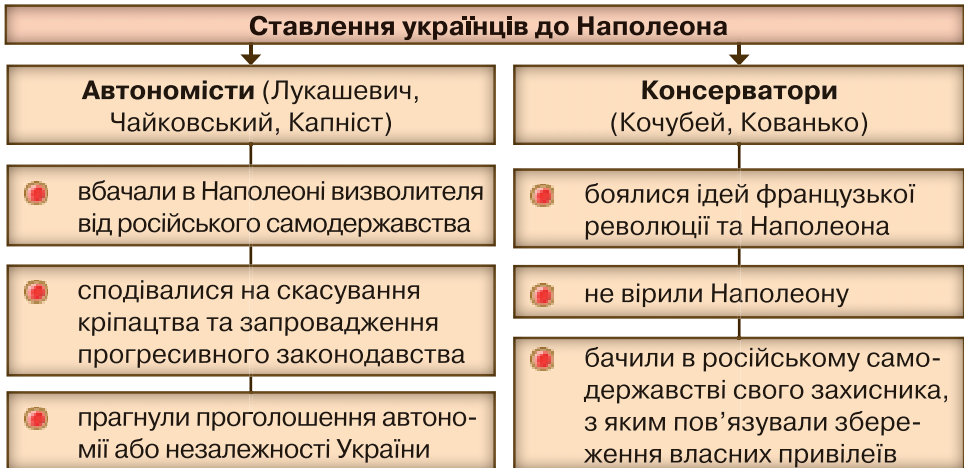 Ставлення українців до Наполеона
Автономісти (Лукашевич,
Чайковський, Капніст)
вбачали в Наполеоні визволителя
від російського самодержавства
сподівалися на скасування
кріпацтва та запровадження
прогресивного законодавства
прагнули проголошення автоно-
мії або незалежності України
Консерватори
(Кочубей, Кованько)
боялися ідей французької
революції та Наполеона
не вірили Наполеону
бачили в російському само-
державстві свого захисника,
з яким пов’язували збере-
ження власних привілеїв